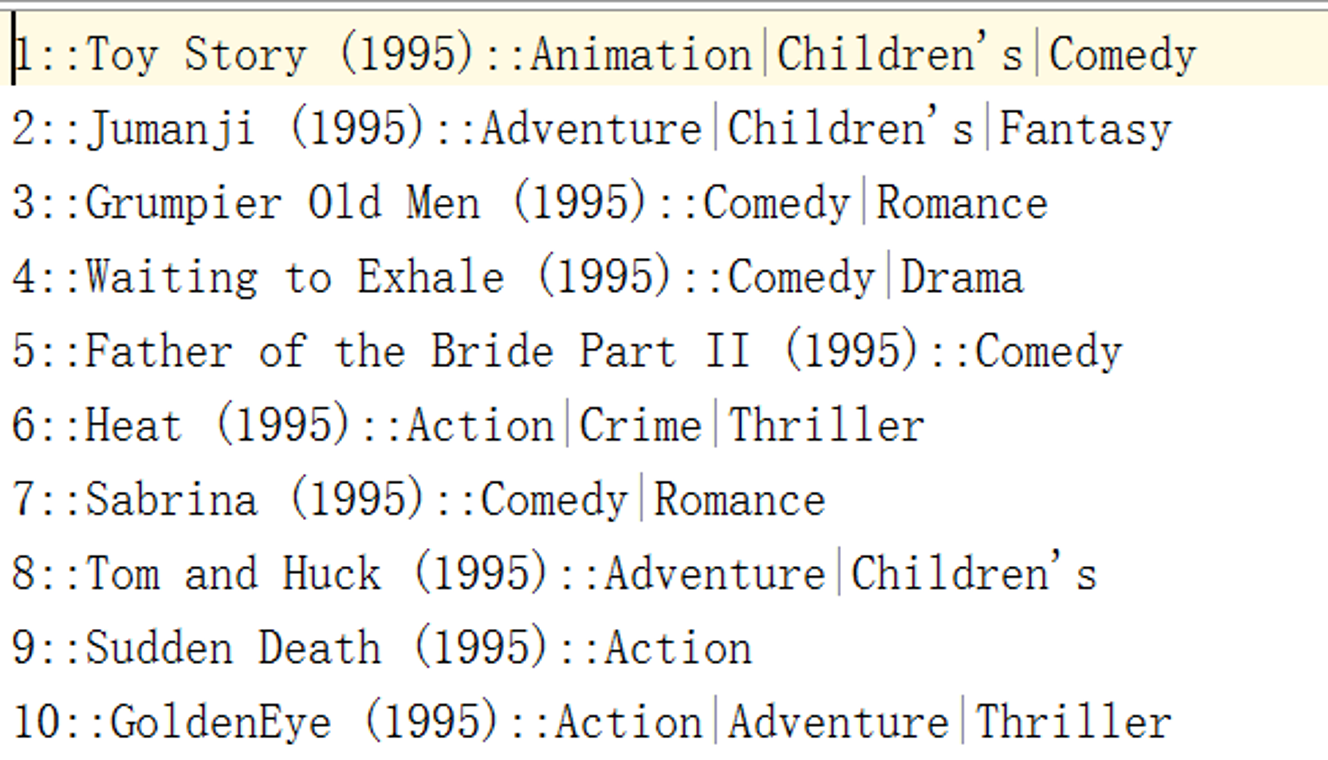 1::Toy Story (1995)::Animation|Children's|Comedy
2::Jumanji (1995)::Adventure|Children's|Fantasy
3::Grumpier Old Men (1995)::Comedy|Romance
4::Waiting to Exhale (1995)::Comedy|Drama
5::Father of the Bride Part II (1995)::Comedy
6::Heat (1995)::Action|Crime|Thriller
7::Sabrina (1995)::Comedy|Romance
8::Tom and Huck (1995)::Adventure|Children's
9::Sudden Death (1995)::Action
10::GoldenEye (1995)::Action|Adventure|Thriller